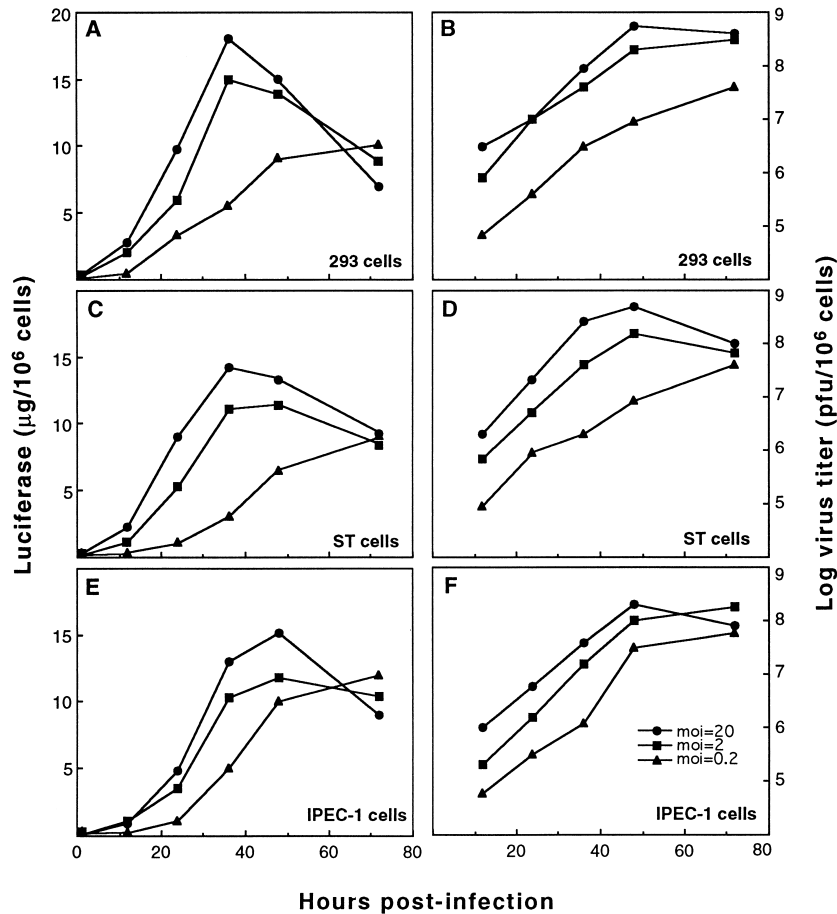 A
B
20
15
10
5
293 cells
9
8
7
6
5
293 cells
C
D
15
10
5
ST cells
9
8
7
6
5
ST cells
E
F
15
10
5
IPEC-1 cells
9
8
7
6
5
moi=20
moi=2
moi=0.2
IPEC-1 cells
0 20 40 60 80
20 40 60 80
Luciferase (µg/10⁶ cells)
Log virus titer (pfu/10⁶ cells)
Hours post-infection